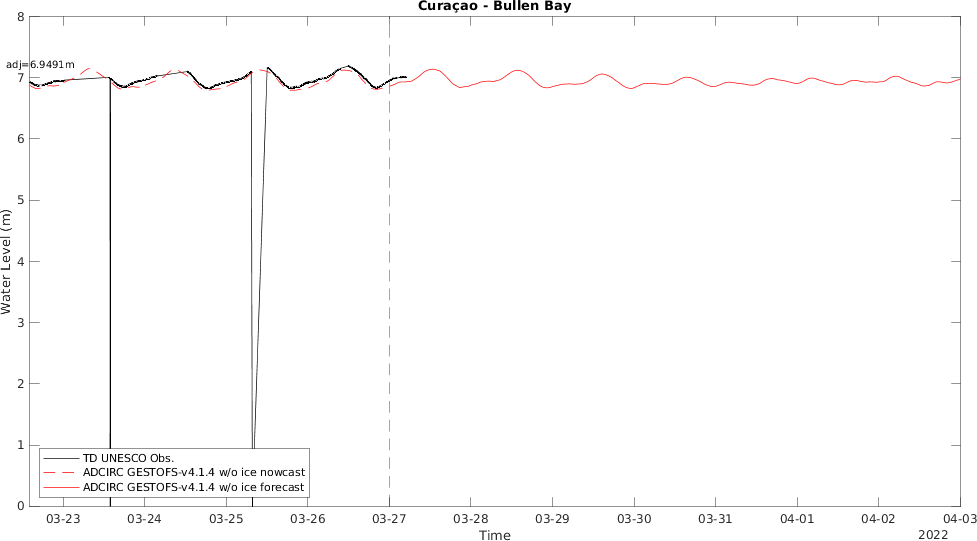 Curaçao - Bullen Bay
8
adj=6.9491m
7
6
5
4
3
2
1
0
Water Level (m)
TD UNESCO Obs.
ADCIRC GESTOFS-v4.1.4 w/o ice nowcast
ADCIRC GESTOFS-v4.1.4 w/o ice forecast
03-23 03-24 03-25 03-26 03-27 03-28 03-29 03-30 03-31 04-01 04-02 04-03
Time
2022